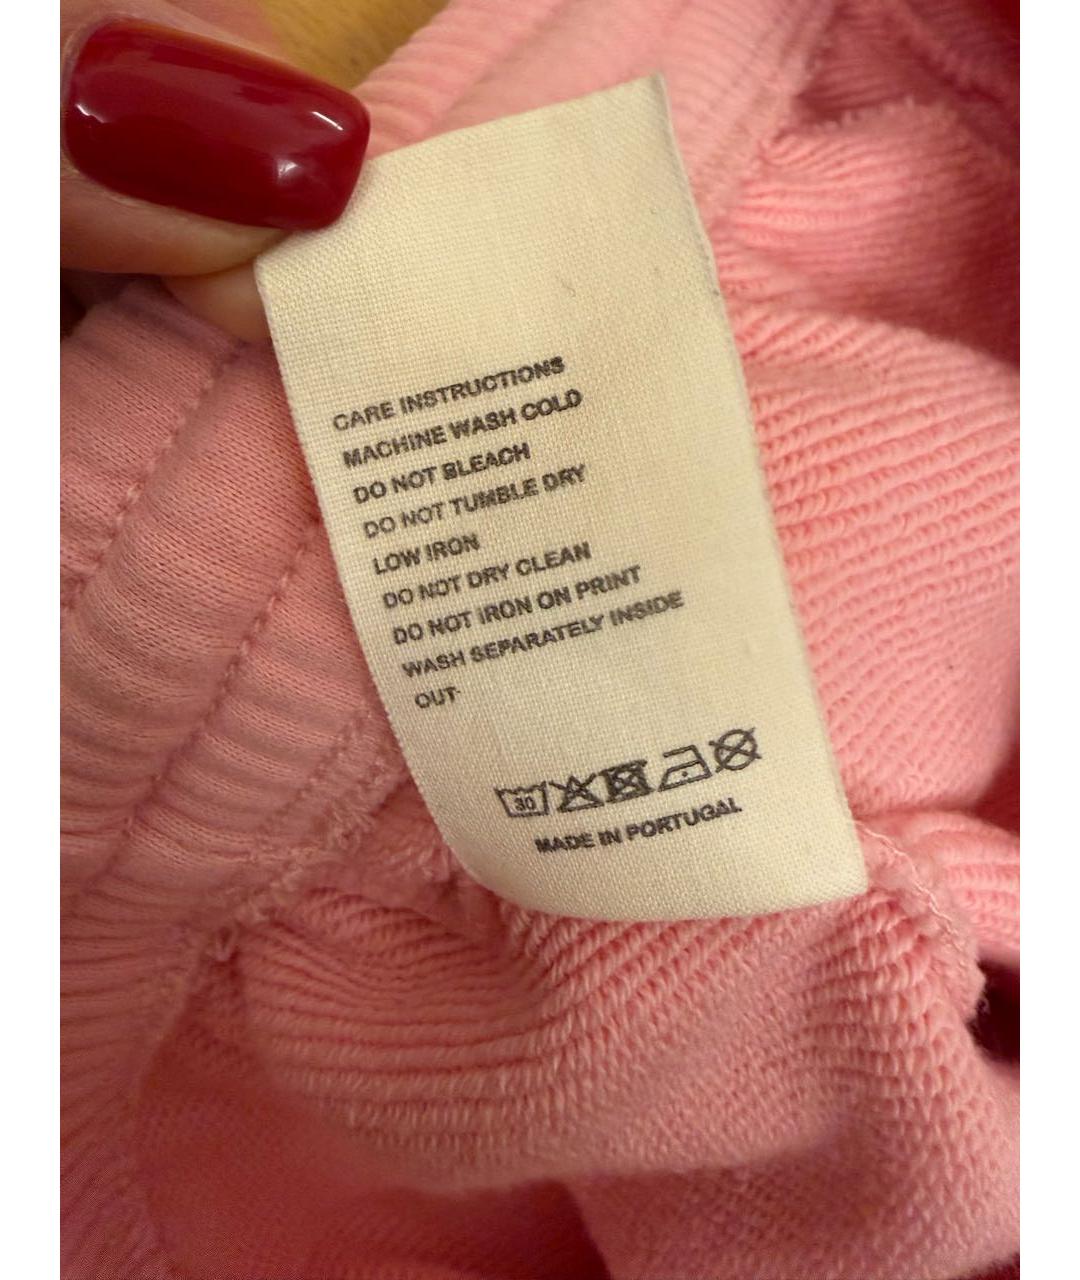 CARE INSTRUCTIONS
MACHINE WASH COLD
DO NOT BLEACH
DO NOT TUMBLE DRY
LOW IRON
DO NOT DRY CLEAN
DO NOT IRON ON PRINT
WASH SEPARATELY INSIDE
OUT
30
MADE IN PORTUGAL